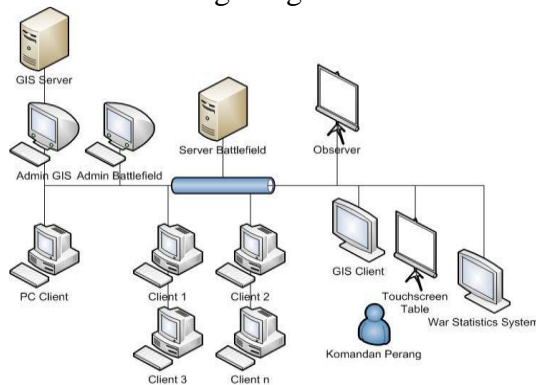 GIS Server
Admin GIS
Admin Battlefield
Server Battlefield
Observer
PC Client
Client 1
Client 2
GIS Client
Touchscreen
Table
War Statistics System
Client 3
Client n
Komandan Perang